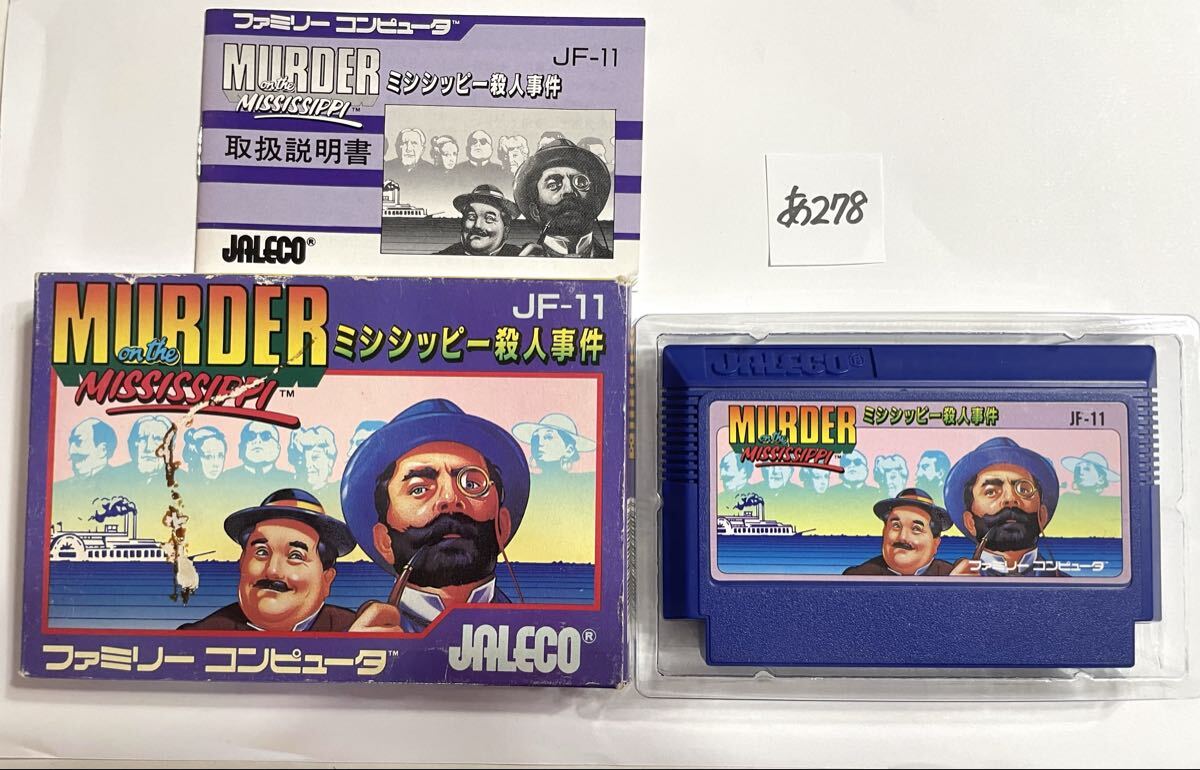 ファミリー コンピュータ™
JF-11
MURDER
on the
MISSISSIPPI™
ミシシッピー殺人事件
取扱説明書
JALECO®
あ278
JF-11
MURDER
on the
MISSISSIPPI™
ミシシッピー殺人事件
ファミリー コンピュータ™
JALECO®
JALECO®
MURDER
on the
MISSISSIPPI™
ミシシッピー殺人事件
JF-11
ファミリー コンピュータ™